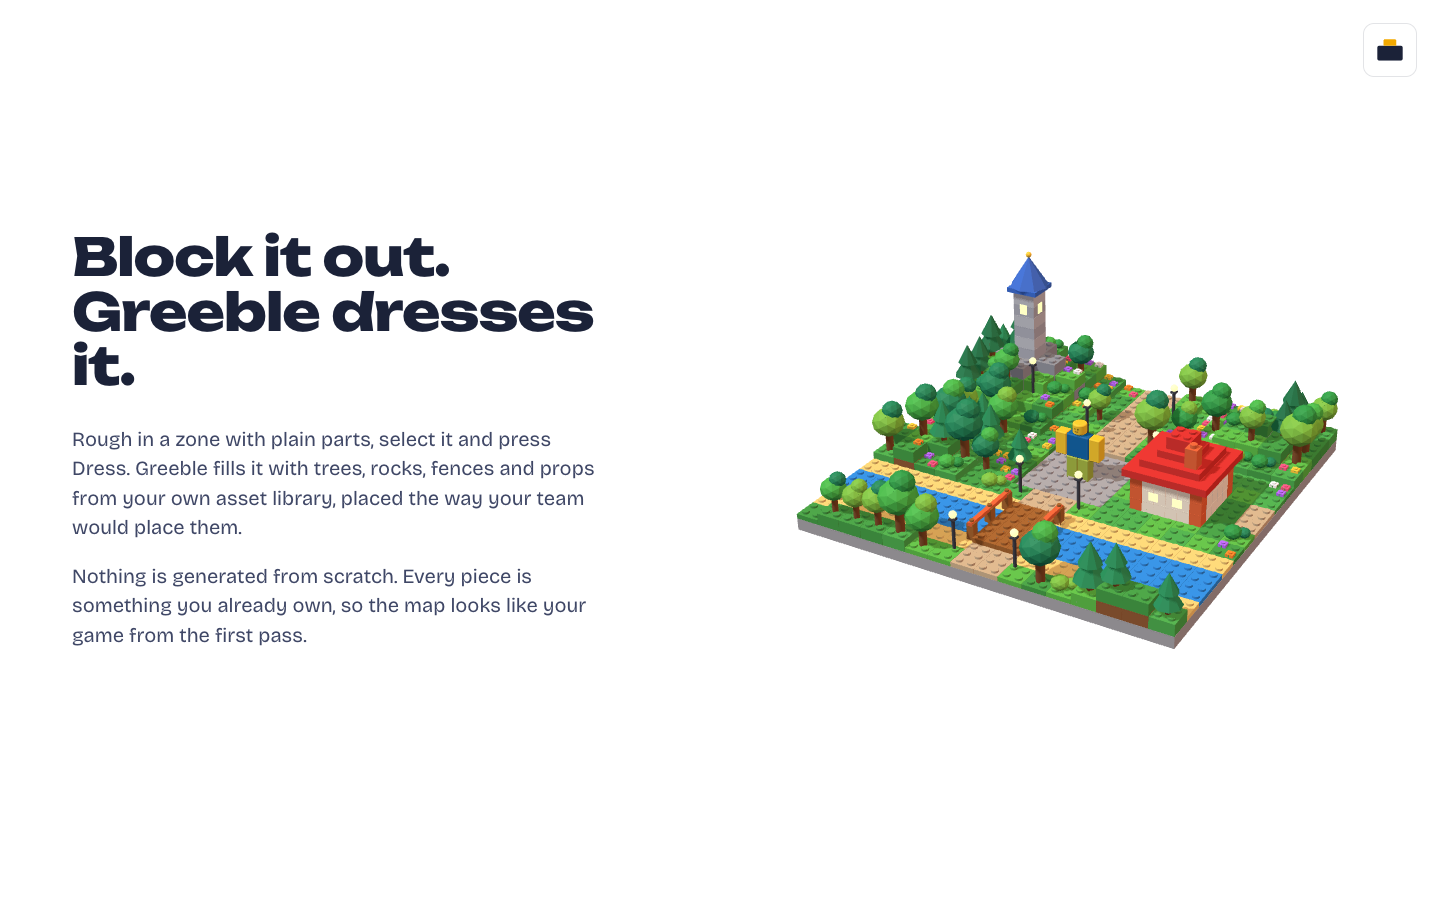 Block it out.
Greeble dresses
it.
Rough in a zone with plain parts, select it and press
Dress. Greeble fills it with trees, rocks, fences and props
from your own asset library, placed the way your team
would place them.
Nothing is generated from scratch. Every piece is
something you already own, so the map looks like your
game from the first pass.